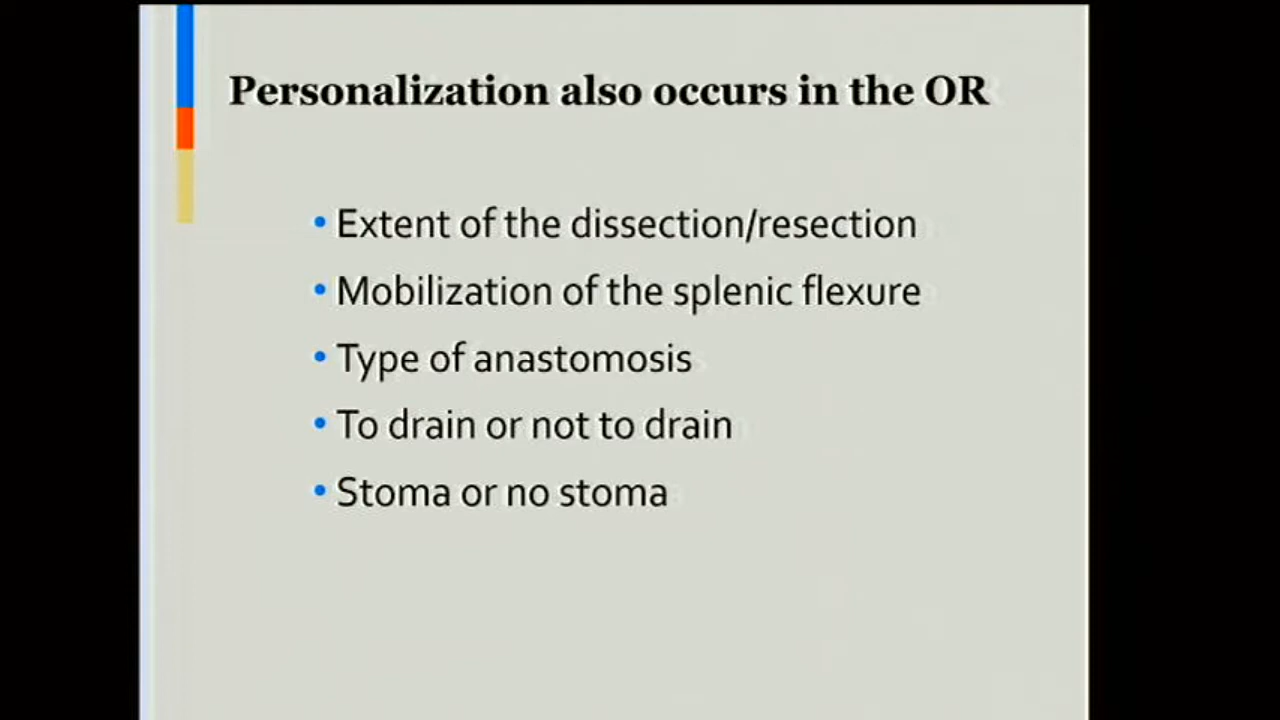 Personalization also occurs in the OR
• Extent of the dissection/resection
• Mobilization of the splenic flexure
• Type of anastomosis
• To drain or not to drain
• Stoma or no stoma